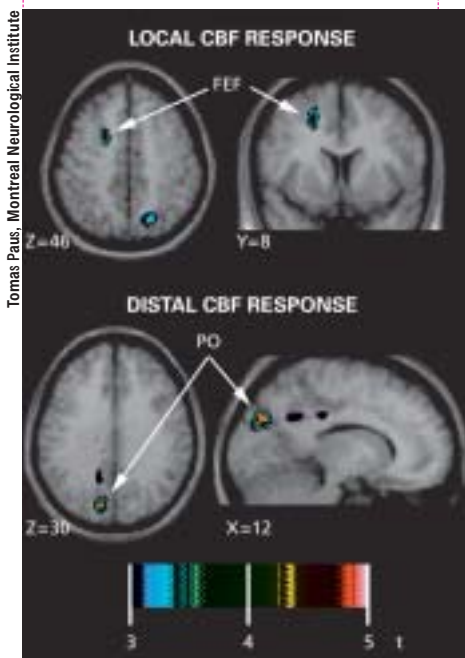 Tomas Paus, Montreal Neurological Institute
LOCAL CBF RESPONSE
FEF
Z=46
Y=8
DISTAL CBF RESPONSE
PO
Z=30
X=12
3 4 5 t